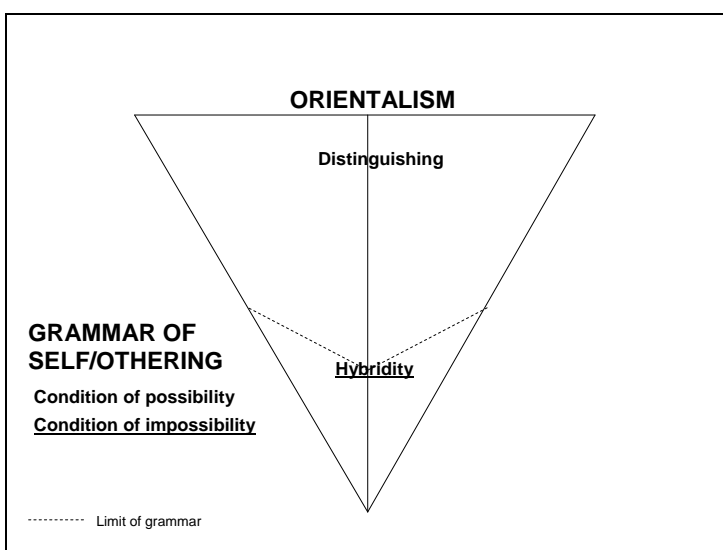 ORIENTALISM
Distinguishing
GRAMMAR OF
SELF/OTHERING
Hybridity
Condition of possibility
Condition of impossibility
Limit of grammar